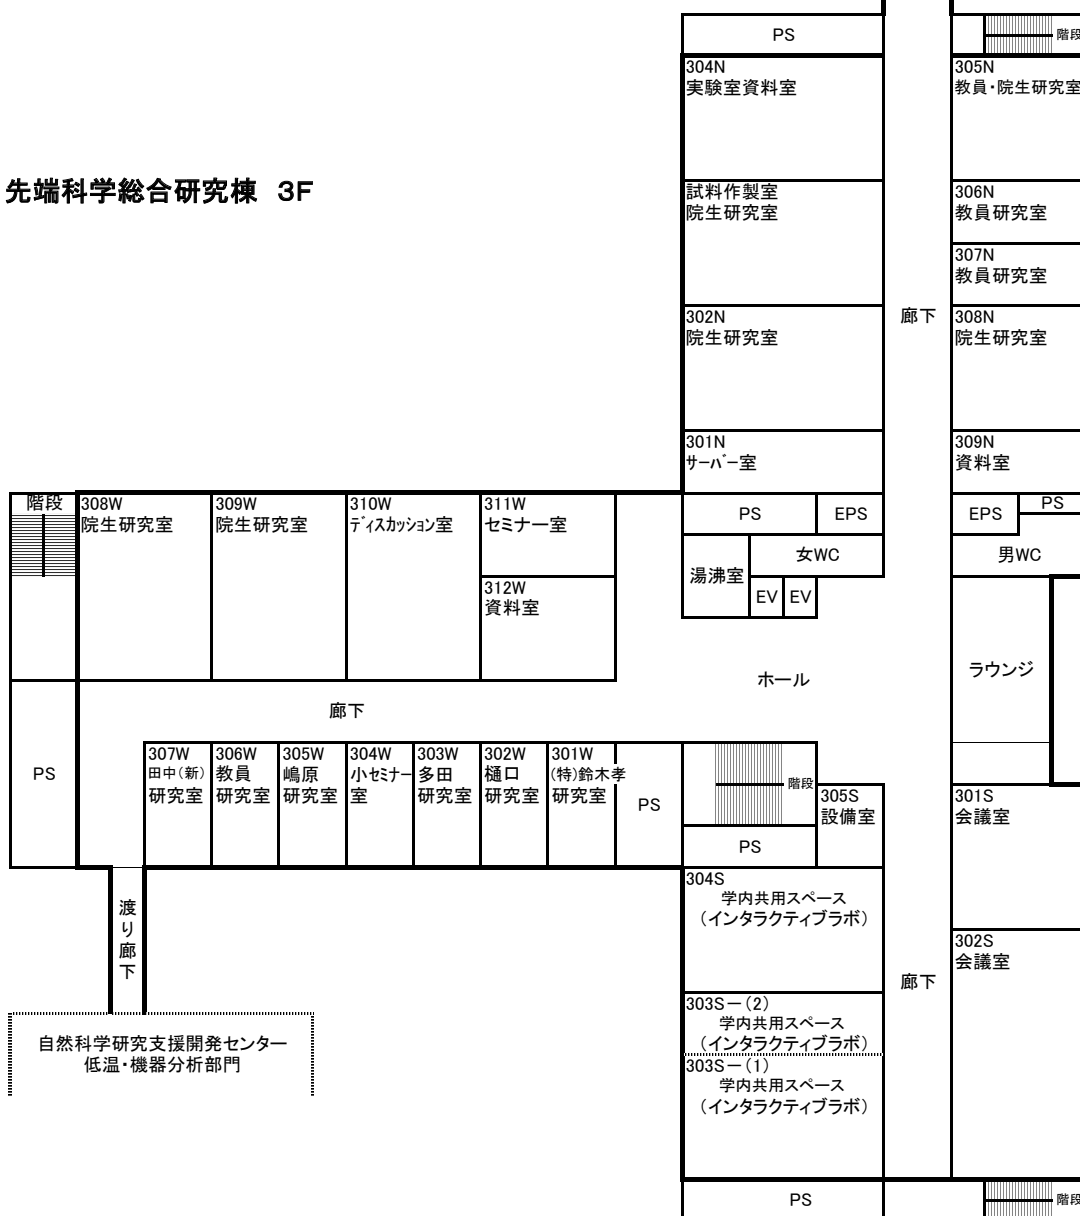 先端科学総合研究棟　3F
PS
階段
304N
実験室資料室
305N
教員・院生研究室
試料作製室
院生研究室
306N
教員研究室
307N
教員研究室
302N
院生研究室
廊下
308N
院生研究室
301N
サーバー室
309N
資料室
階段
308W
院生研究室
309W
院生研究室
310W
ディスカッション室
311W
セミナー室
312W
資料室
PS
EPS
EPS
PS
女WC
男WC
湯沸室
EV
EV
ラウンジ
ホール
廊下
PS
307W
田中(新)
研究室
306W
教員
研究室
305W
嶋原
研究室
304W
小セミナー
室
303W
多田
研究室
302W
樋口
研究室
301W
(特)鈴木孝
研究室
PS
階段
PS
305S
設備室
301S
会議室
304S
学内共用スペース
(インタラクティブラボ)
302S
会議室
廊下
渡り廊下
303S－(2)
学内共用スペース
(インタラクティブラボ)
303S－(1)
学内共用スペース
(インタラクティブラボ)
自然科学研究支援開発センター
低温・機器分析部門
PS
階段